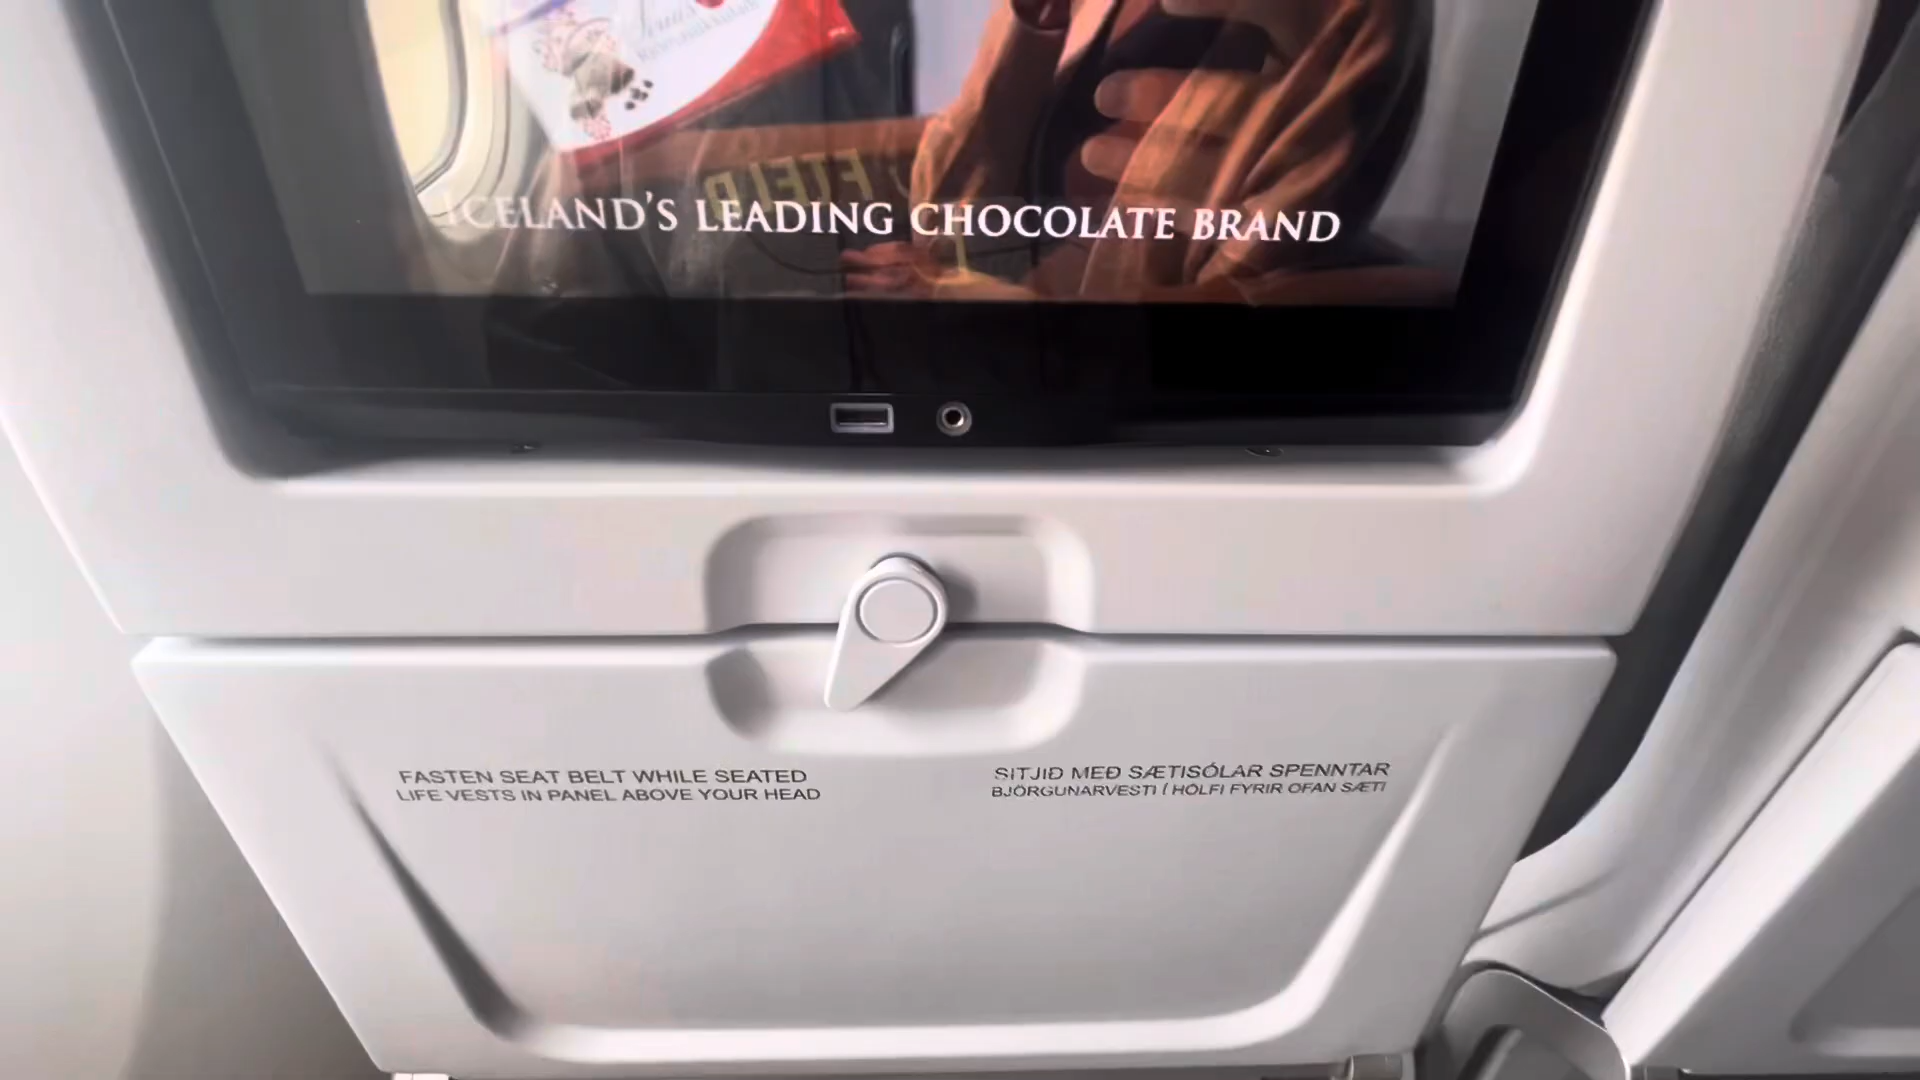 ICELAND'S LEADING CHOCOLATE BRAND
FASTEN SEAT BELT WHILE SEATED
LIFE VESTS IN PANEL ABOVE YOUR HEAD
SITJIÐ MEÐ SÆTISÓLAR SPENNTAR
BJÖRGUNARVESTI Í HÓLFI FYRIR OFAN SÆTI